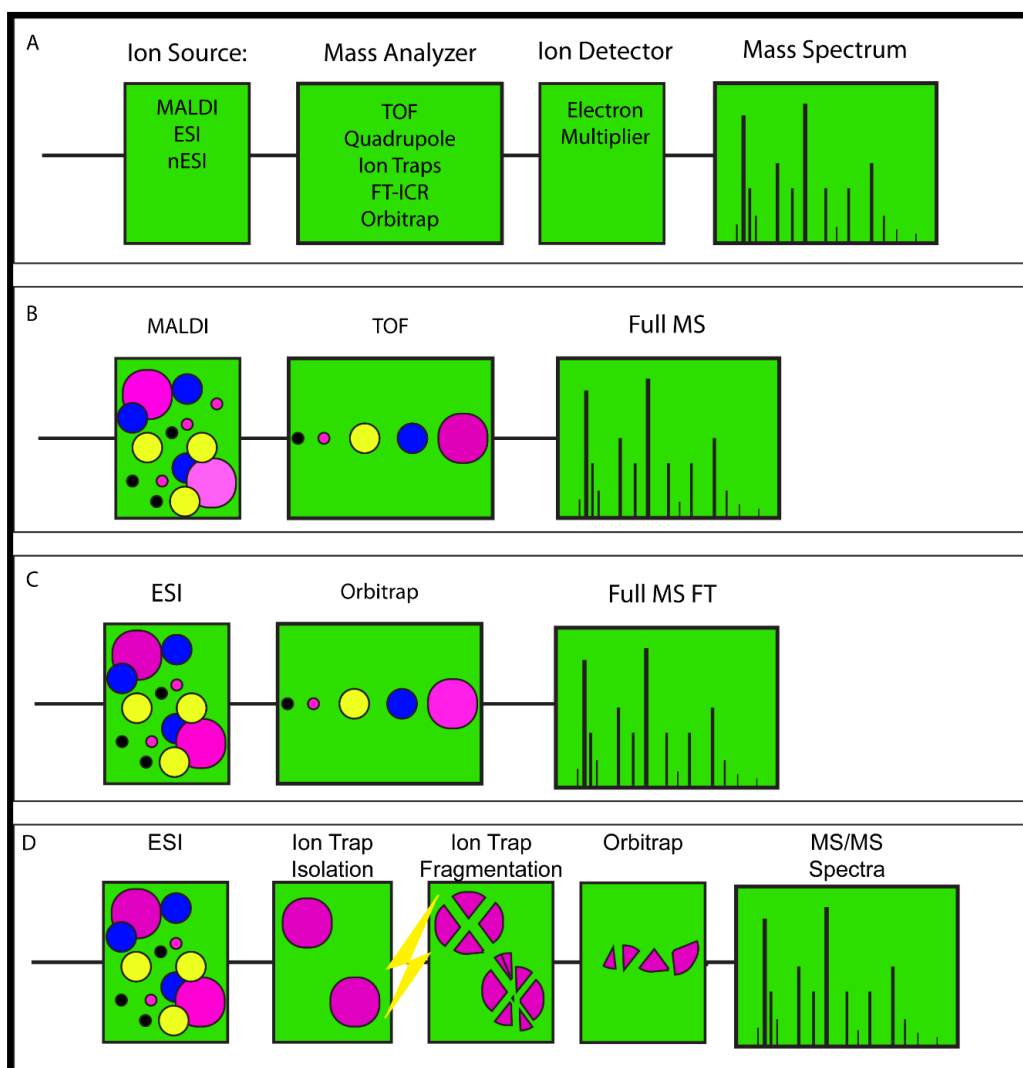 A
Ion Source:
Mass Analyzer
Ion Detector
Mass Spectrum
MALDI
ESI
nESI
TOF
Quadrupole
Ion Traps
FT-ICR
Orbitrap
Electron
Multiplier
B
MALDI
TOF
Full MS
C
ESI
Orbitrap
Full MS FT
D
ESI
Ion Trap
Isolation
Ion Trap
Fragmentation
Orbitrap
MS/MS
Spectra